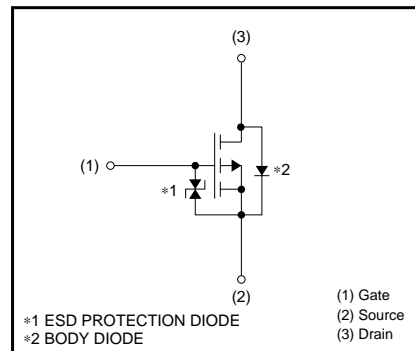 (3)
(1)
∗1
∗2
(2)
∗1 ESD PROTECTION DIODE
∗2 BODY DIODE
(1) Gate
(2) Source
(3) Drain